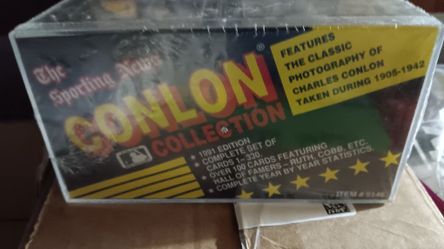 The
Sporting News
CONLON®
COLLECTION
FEATURES
THE CLASSIC
PHOTOGRAPHY OF
CHARLES CONLON
TAKEN DURING 1905-1942
• 1991 EDITION
• COMPLETE SET OF
CARDS 1-330.
• OVER 100 CARDS FEATURING
HALL OF FAMERS – RUTH, COBB, ETC.
• COMPLETE YEAR BY YEAR STATISTICS.